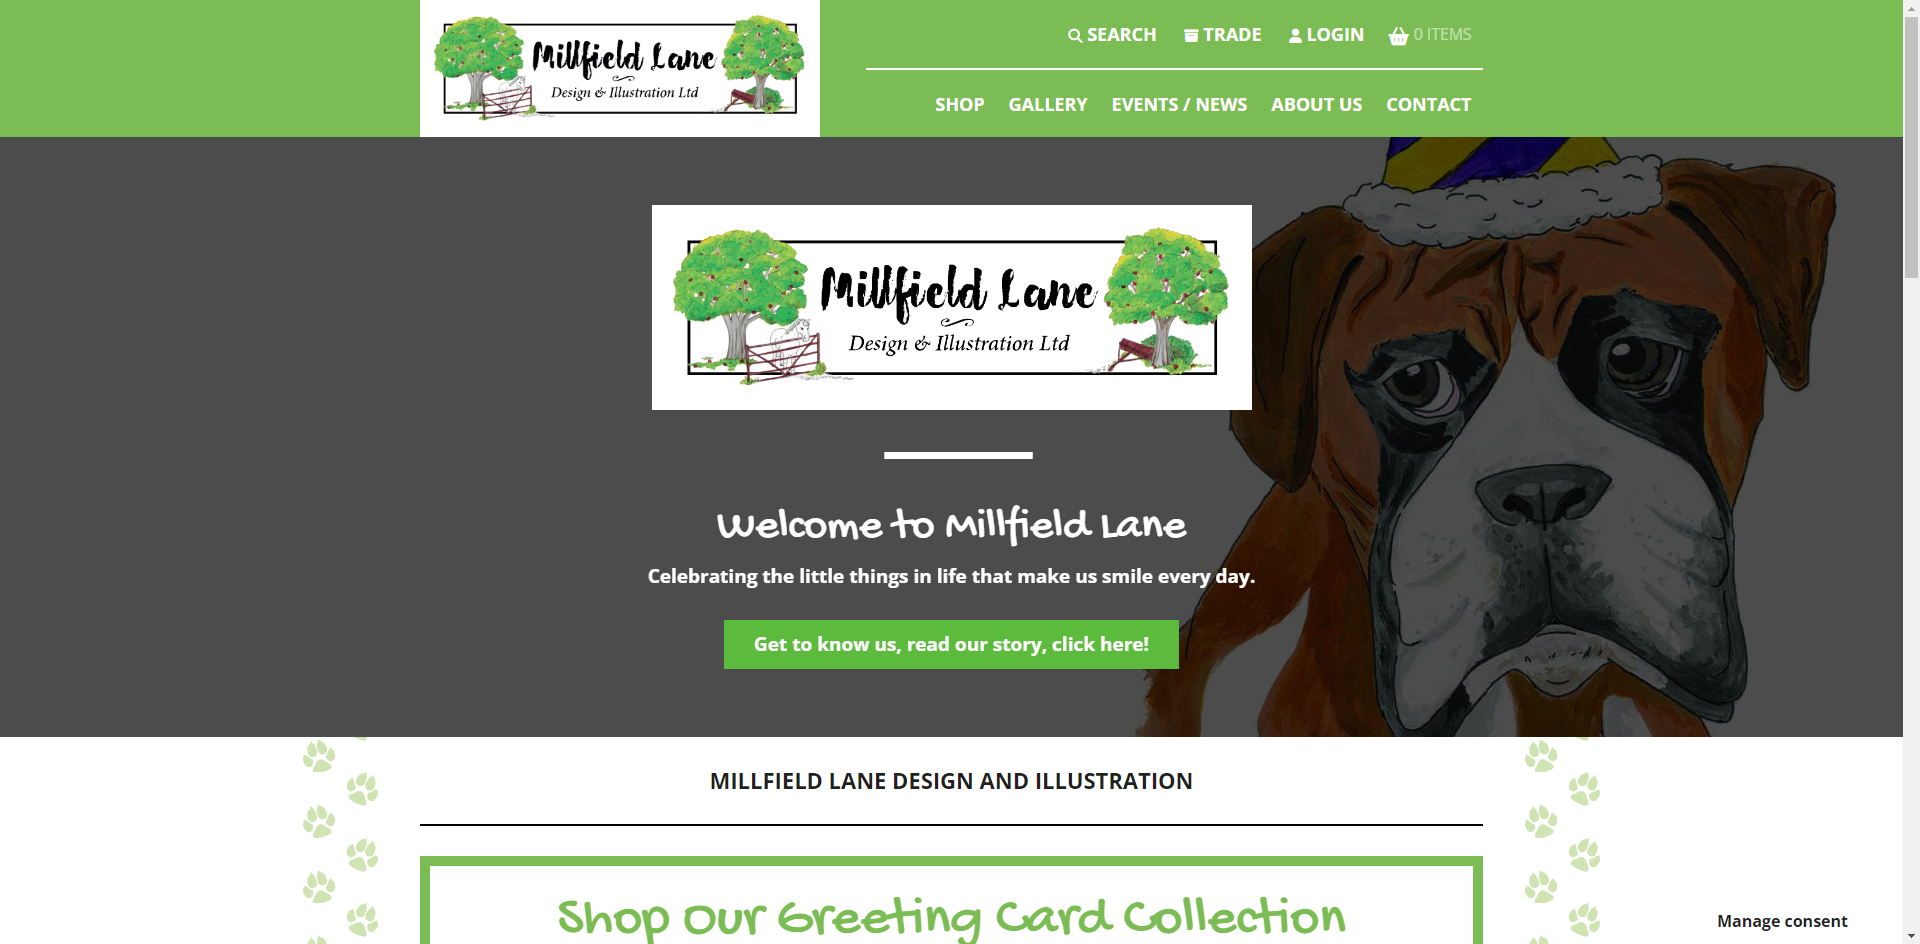 Millfield Lane
Design & Illustration Ltd
SEARCH TRADE LOGIN 0 ITEMS
SHOP GALLERY EVENTS / NEWS ABOUT US CONTACT
Millfield Lane
Design & Illustration Ltd
Welcome to Millfield Lane
Celebrating the little things in life that make us smile every day.
Get to know us, read our story, click here!
MILLFIELD LANE DESIGN AND ILLUSTRATION
Shop Our Greeting Card Collection
Manage consent